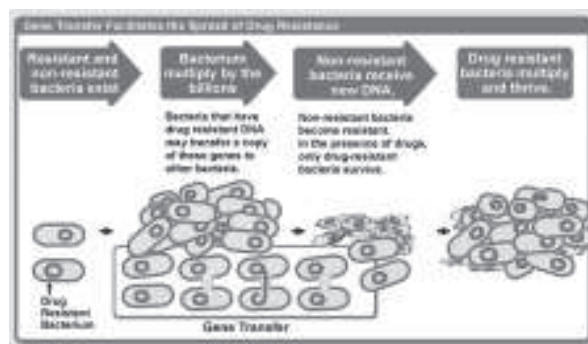 Gene Transfer Facilitates the Spread of Drug Resistance
Resistant and
non-resistant
bacteria exist
Bacterium
multiply by the
billions
Non-resistant
bacteria receive
new DNA.
Drug resistant
bacteria multiply
and thrive.
Bacteria that have
drug resistant DNA
may transfer a copy
of these genes to
other bacteria.
Non-resistant bacteria
become resistant.
In the presence of drugs,
only drug-resistant
bacteria survive.
Drug
Resistant
Bacterium
Gene Transfer